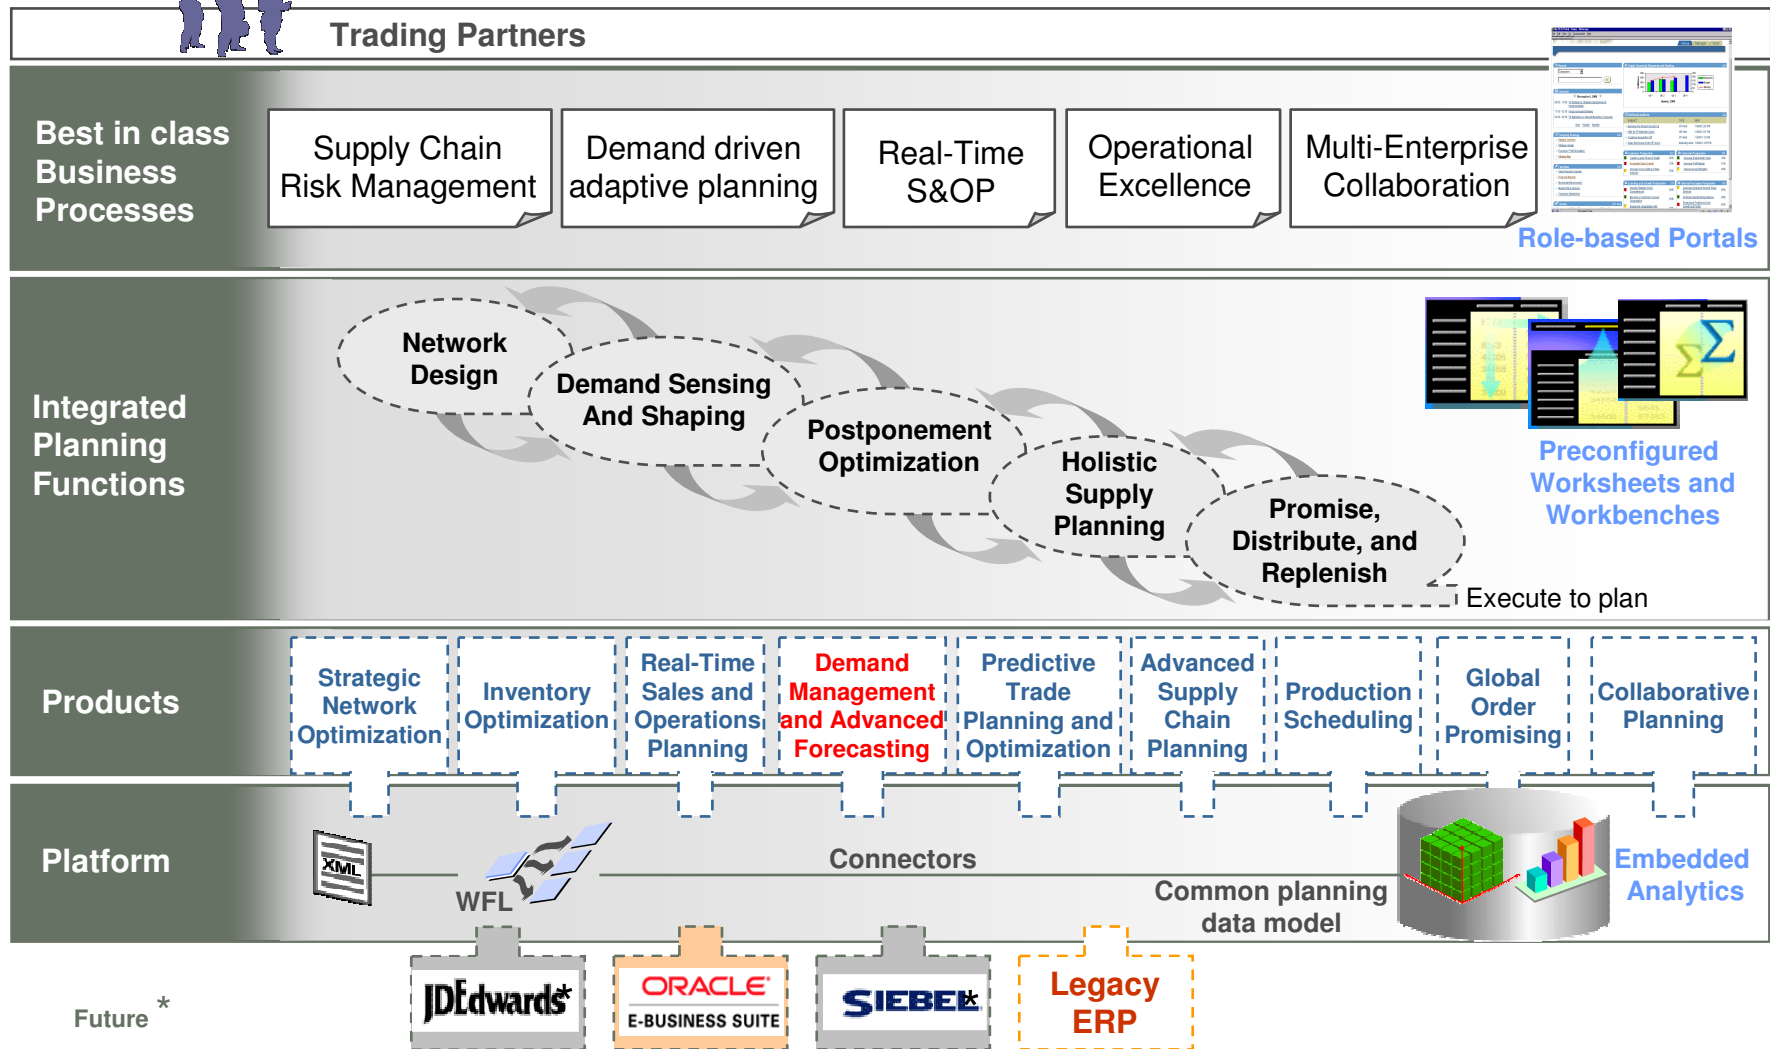 Trading Partners
Best in class
Business
Processes
Supply Chain
Risk Management
Demand driven
adaptive planning
Real-Time
S&OP
Operational
Excellence
Multi-Enterprise
Collaboration
Role-based Portals
Integrated
Planning
Functions
Network
Design
Demand Sensing
And Shaping
Postponement
Optimization
Holistic
Supply
Planning
Promise,
Distribute, and
Replenish
Execute to plan
Preconfigured
Worksheets and
Workbenches
Products
Strategic
Network
Optimization
Inventory
Optimization
Real-Time
Sales and
Operations
Planning
Demand
Management
and Advanced
Forecasting
Predictive
Trade
Planning and
Optimization
Advanced
Supply
Chain
Planning
Production
Scheduling
Global
Order
Promising
Collaborative
Planning
Platform
XML
WFL
Connectors
Common planning
data model
Embedded
Analytics
Future *
JDEdwards*
ORACLE
E-BUSINESS SUITE
SIEBEL*
Legacy
ERP